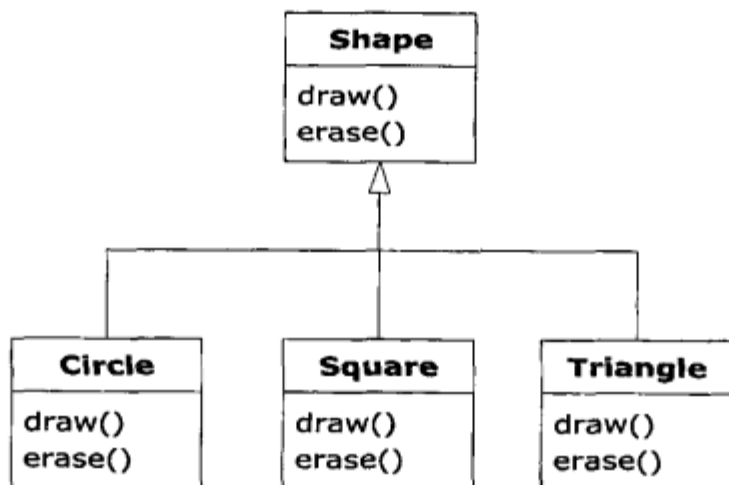 Shape
draw()
erase()
Circle
draw()
erase()
Square
draw()
erase()
Triangle
draw()
erase()